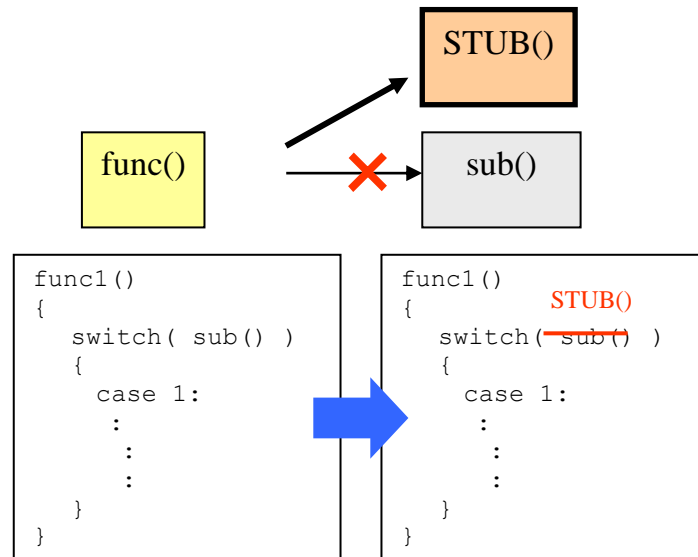 STUB()
func()
sub()
func1()
{
switch( sub() )
{
case 1:
:
:
:
}
}
func1()
STUB()
{
switch( sub() )
{
case 1:
:
:
:
}
}